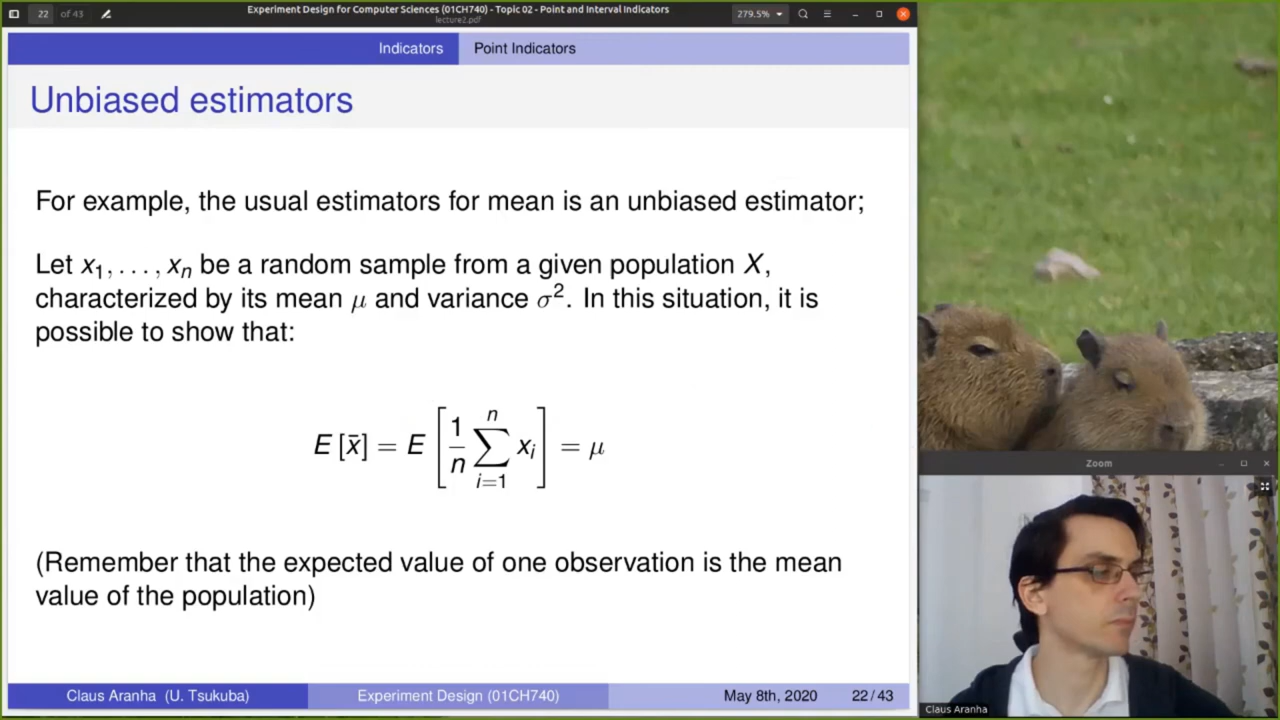 22 of 43
Experiment Design for Computer Sciences (01CH740) - Topic 02 - Point and Interval Indicators
lecture2.pdf
279.5%
Indicators
Point Indicators
Unbiased estimators
For example, the usual estimators for mean is an unbiased estimator;
Let x₁, . . . , xₙ be a random sample from a given population X,
characterized by its mean μ and variance σ². In this situation, it is
possible to show that:
E [x̄] = E [ 1/n ∑ᵢ₌₁ⁿ xᵢ ] = μ
(Remember that the expected value of one observation is the mean
value of the population)
Claus Aranha (U. Tsukuba)
Experiment Design (01CH740)
May 8th, 2020
22 / 43
Zoom
Claus Aranha